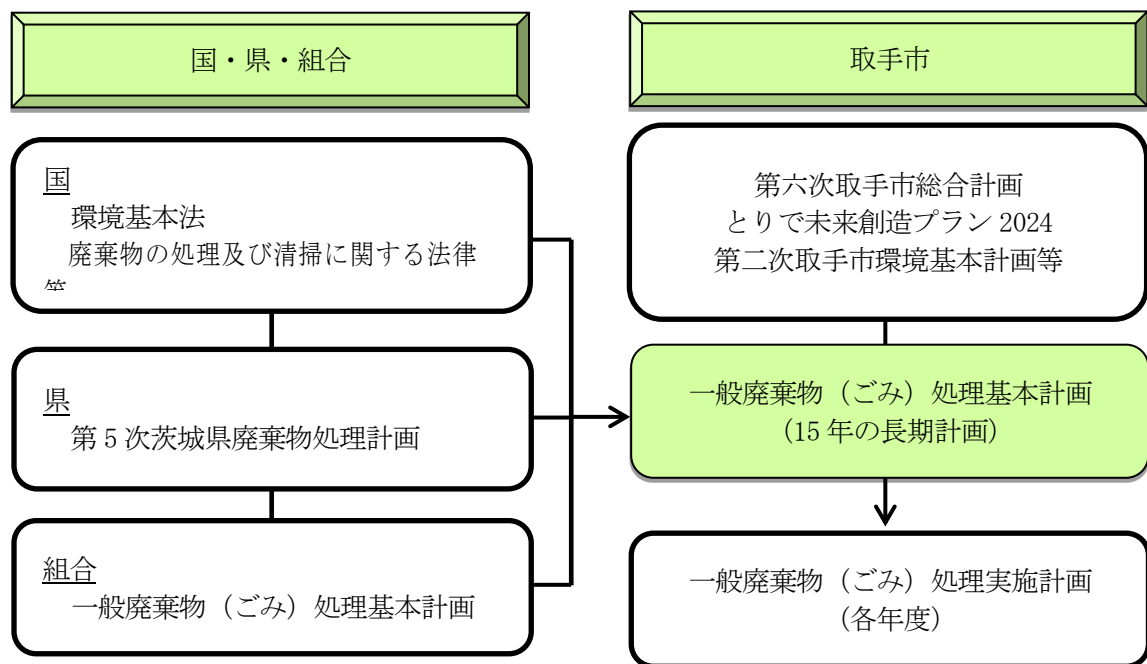 国・県・組合
国
環境基本法
廃棄物の処理及び清掃に関する法律
県
第5次茨城県廃棄物処理計画
組合
一般廃棄物（ごみ）処理基本計画
取手市
第六次取手市総合計画
とりで未来創造プラン 2024
第二次取手市環境基本計画等
一般廃棄物（ごみ）処理基本計画
（15 年の長期計画）
一般廃棄物（ごみ）処理実施計画
（各年度）